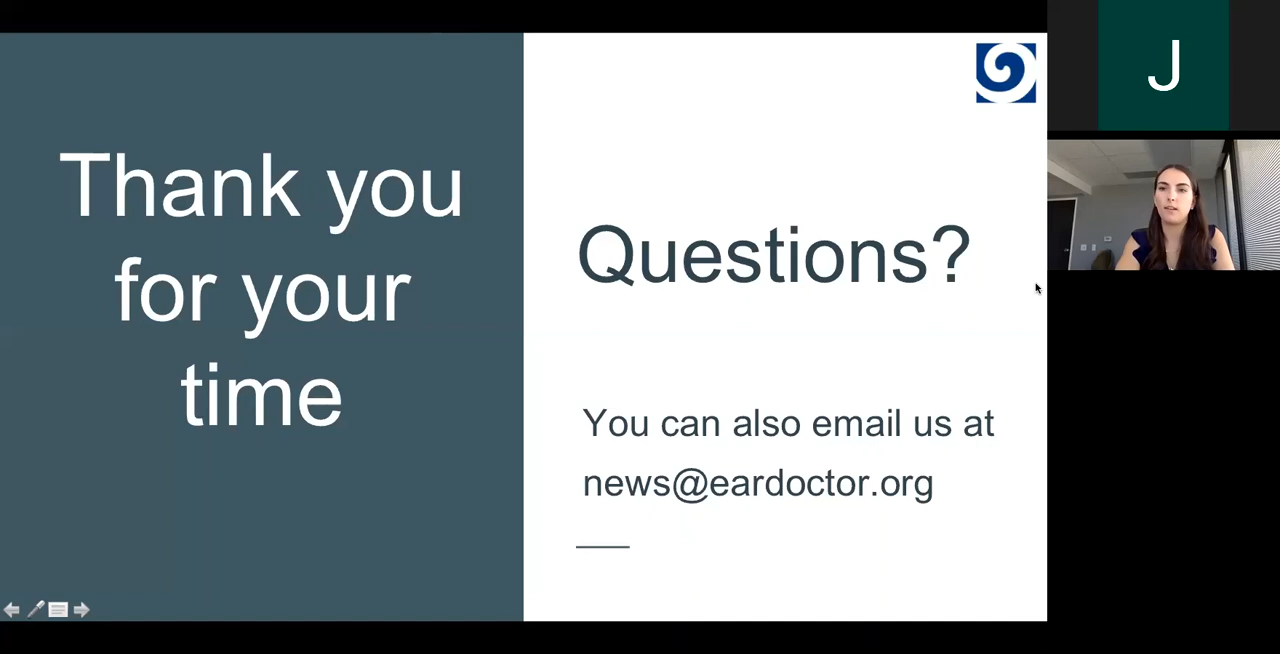 Thank you
for your
time
Questions?
You can also email us at
news@eardoctor.org
J